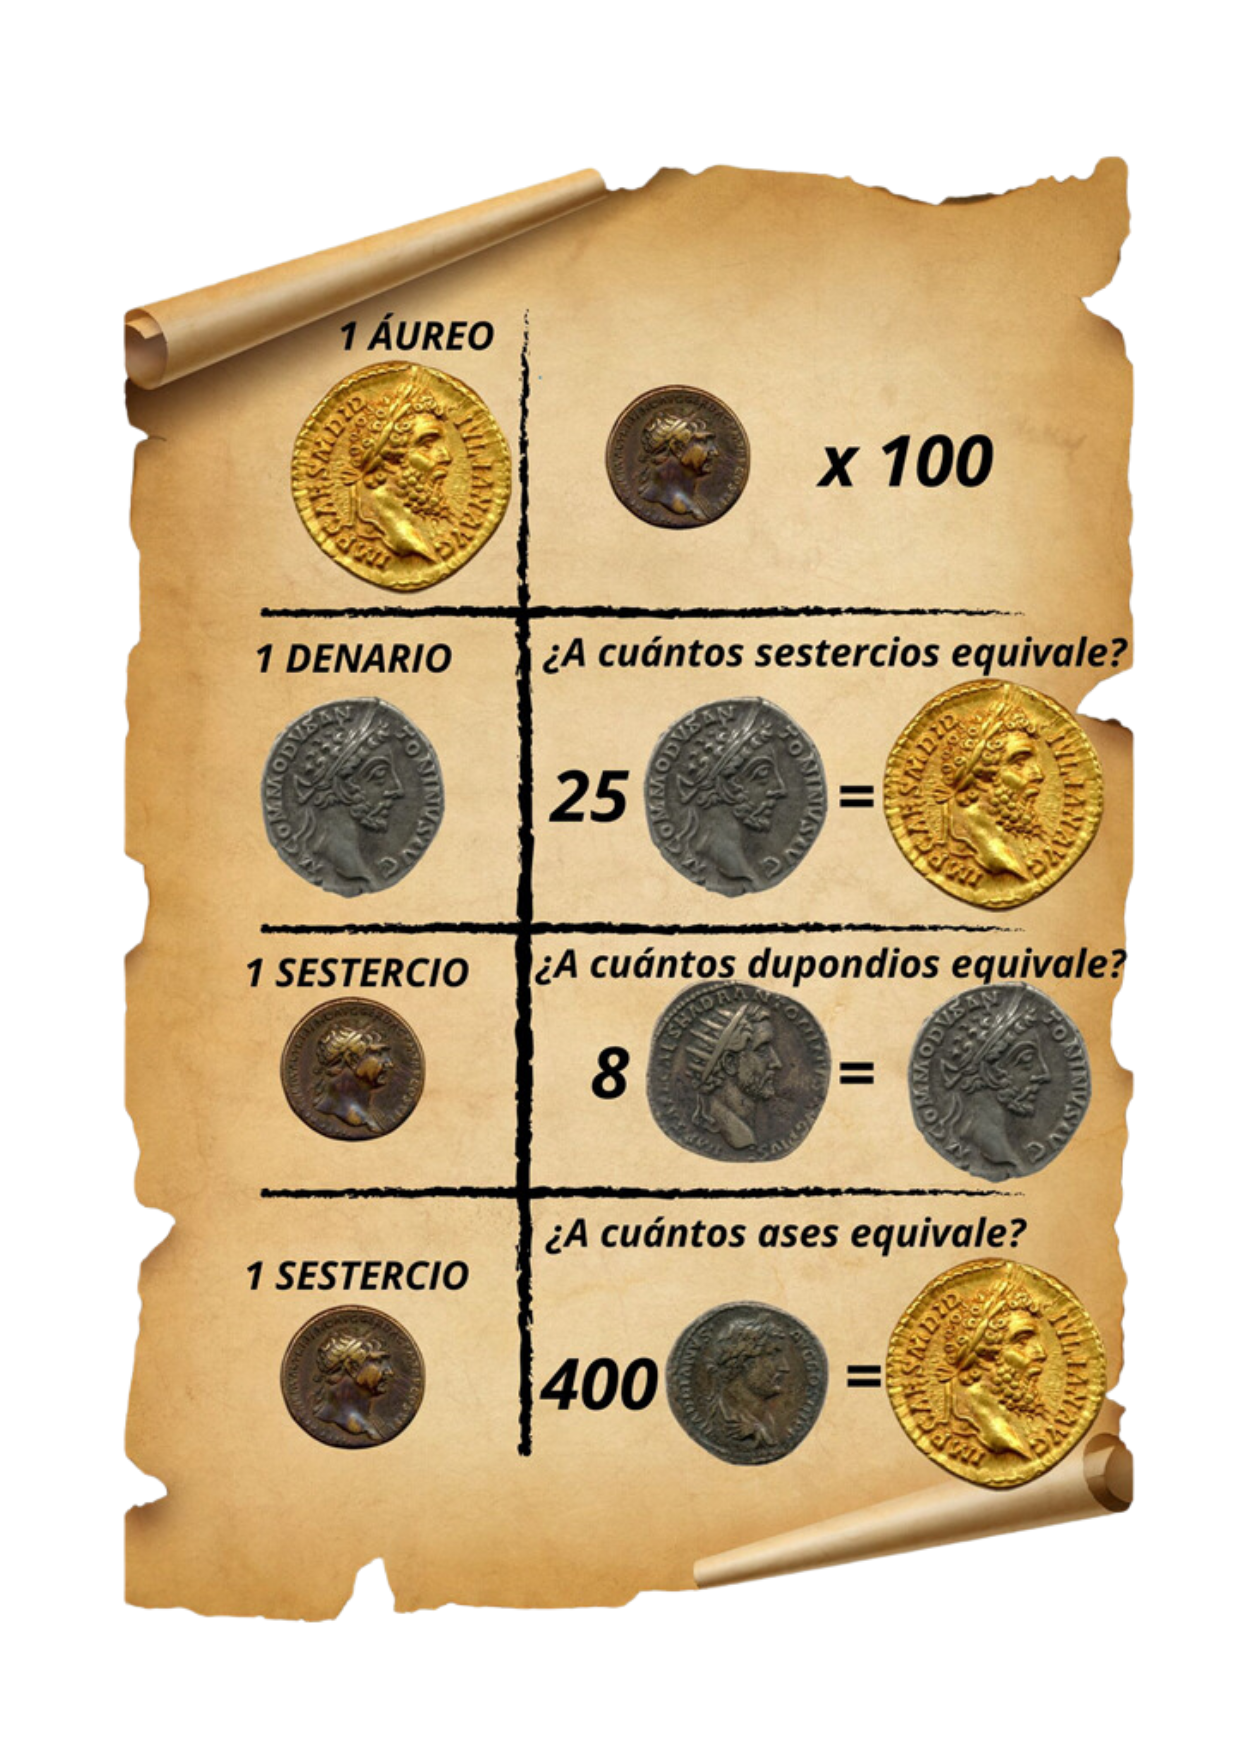 1 ÁUREO
x 100
1 DENARIO
¿A cuántos sestercios equivale?
25
=
1 SESTERCIO
¿A cuántos dupondios equivale?
8
=
1 SESTERCIO
¿A cuántos ases equivale?
400
=